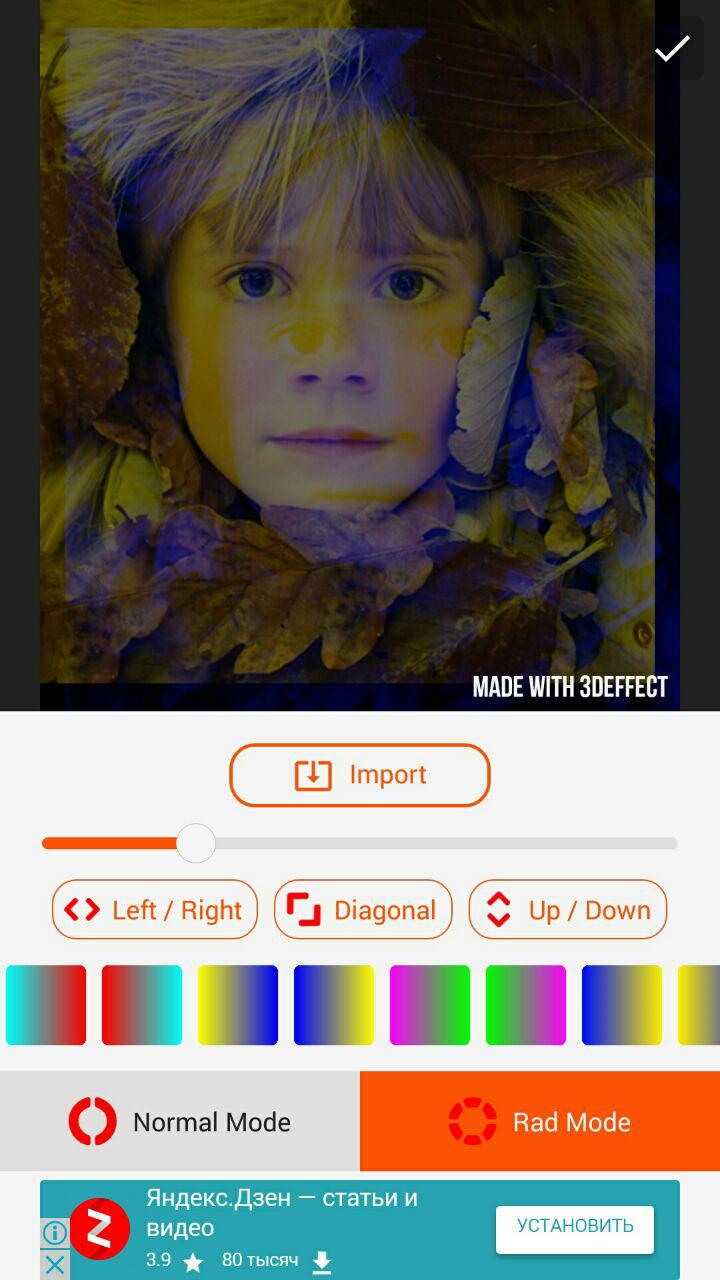 MADE WITH 3DEFFECT
Import
Left / Right
Diagonal
Up / Down
Normal Mode
Rad Mode
Яндекс.Дзен — статьи и
видео
3.9 80 тысяч
УСТАНОВИТЬ